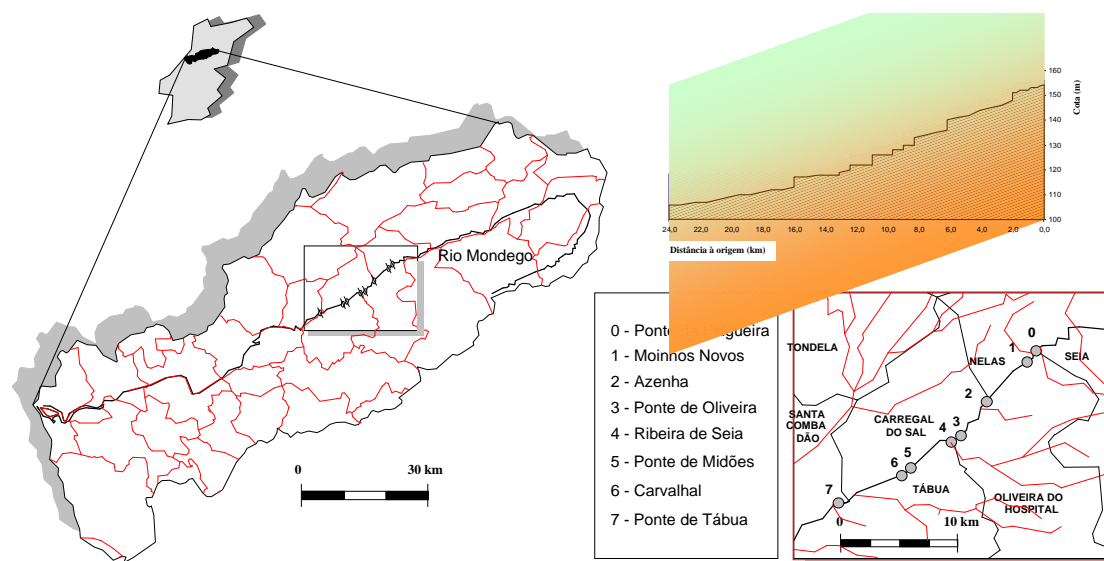 160
150
140
130
120
110
100
Cota (m)
24,0 22,0 20,0 18,0 16,0 14,0 12,0 10,0 8,0 6,0 4,0 2,0 0,0
Distância à origem (km)
Rio Mondego
0 30 km
0 - Ponte
1 - Moinhos Novos
2 - Azenha
3 - Ponte de Oliveira
4 - Ribeira de Seia
5 - Ponte de Midões
6 - Carvalhal
7 - Ponte de Tábua
0
1
TONDELA
NELAS
SEIA
2
SANTA
COMBA
DÃO
CARREGAL
DO SAL
4 3
5
6
TÁBUA
OLIVEIRA DO
HOSPITAL
7
0 10 km